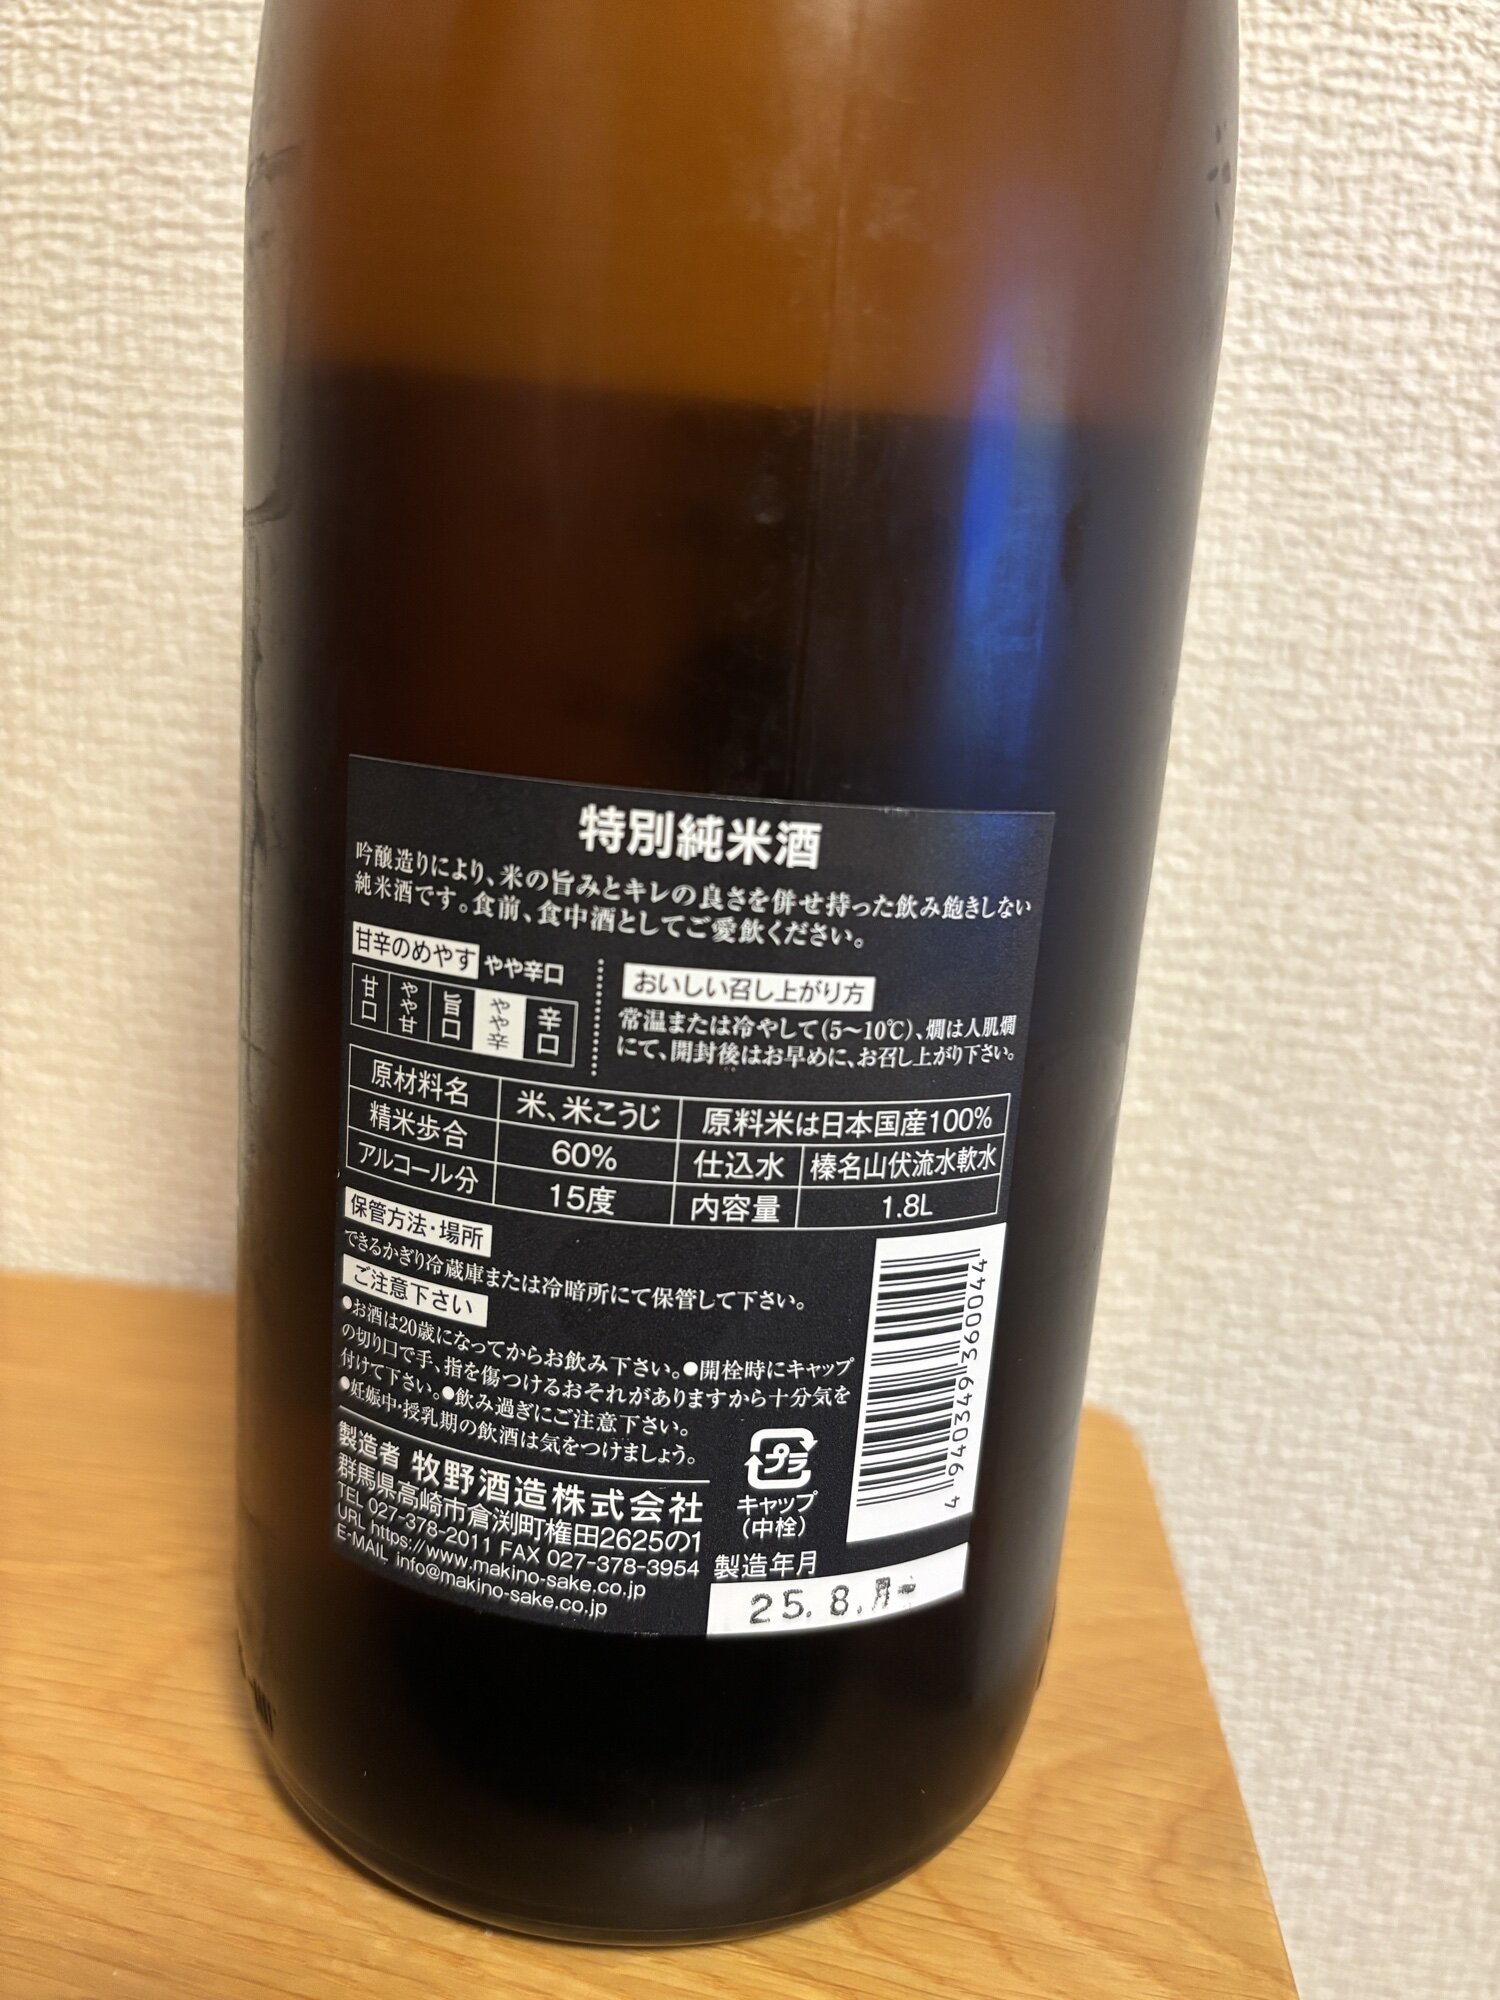 特別純米酒
吟醸造りにより、米の旨みとキレの良さを併せ持った飲み飽きしない
純米酒です。食前、食中酒としてご愛飲ください。
甘辛のめやす やや辛口
甘口 やや甘 旨口 やや辛 辛口
おいしい召し上がり方
常温または冷やして(5〜10℃)、燗は人肌燗
にて、開封後はお早めに、お召し上がり下さい。
原材料名 米、米こうじ 原料米は日本国産100%
精米歩合 60% 仕込水 榛名山伏流水軟水
アルコール分 15度 内容量 1.8L
保管方法・場所
できるかぎり冷蔵庫または冷暗所にて保管して下さい。
ご注意下さい
●お酒は20歳になってからお飲み下さい。●開栓時にキャップ
の切り口で手、指を傷つけるおそれがありますから十分気を
付けて下さい。●飲み過ぎにご注意下さい。
●妊娠中・授乳期の飲酒は気をつけましょう。
製造者 牧野酒造株式会社
群馬県高崎市倉渕町権田2625の1
TEL 027-378-2011 FAX 027-378-3954
URL https://www.makino-sake.co.jp
E-MAIL info@makino-sake.co.jp
プラ
キャップ
(中栓)
製造年月
25.8.
4 940349 360044